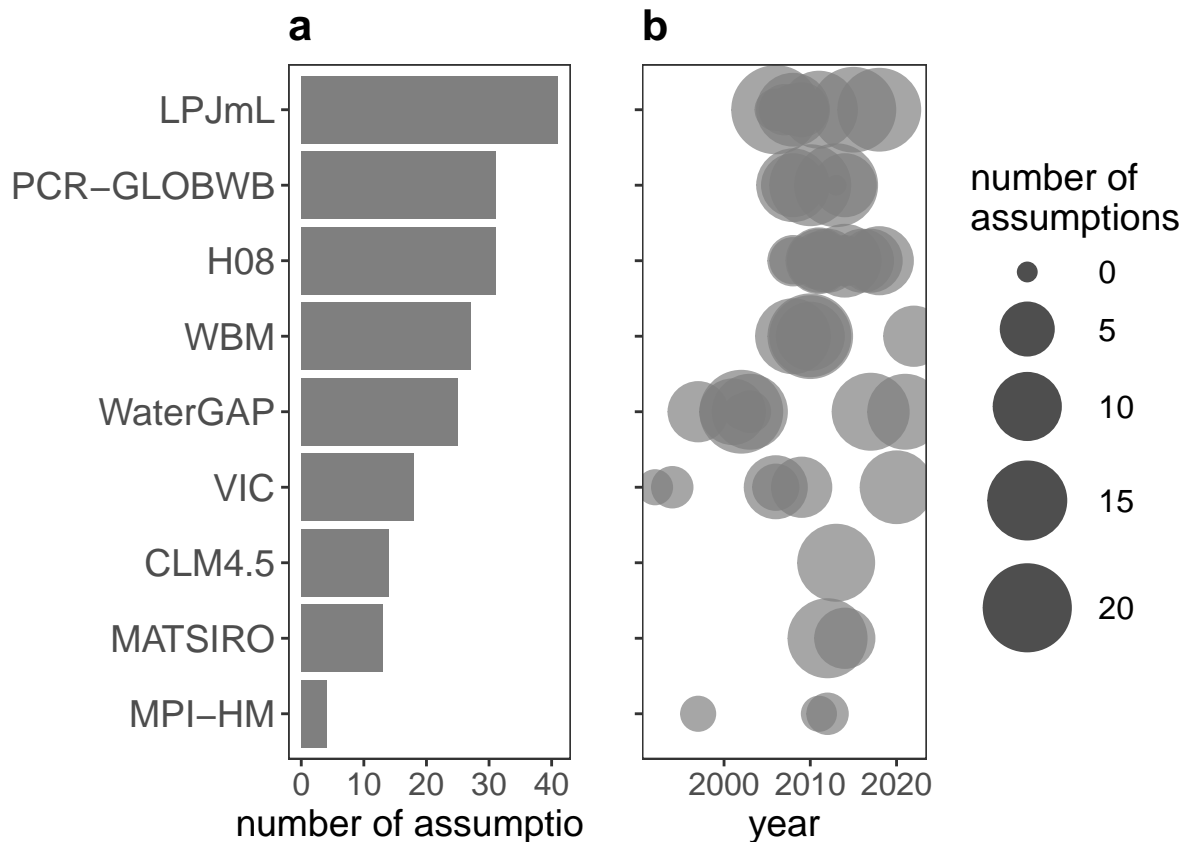 a
b
LPJmL
PCR−GLOBWB
H08
WBM
WaterGAP
VIC
CLM4.5
MATSIRO
MPI−HM
0 10 20 30 40
number of assumptio
2000 2010 2020
year
number of
assumptions
0
5
10
15
20